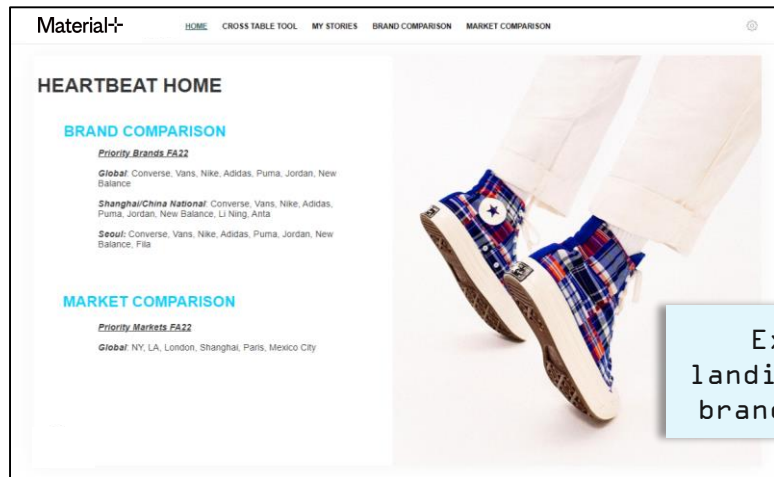 Material+
HOME CROSS TABLE TOOL MY STORIES BRAND COMPARISON MARKET COMPARISON
HEARTBEAT HOME
BRAND COMPARISON
Priority Brands FA22
Global: Converse, Vans, Nike, Adidas, Puma, Jordan, New
Balance
Shanghai/China National: Converse, Vans, Nike, Adidas,
Puma, Jordan, New Balance, Li Ning, Anta
Seoul: Converse, Vans, Nike, Adidas, Puma, Jordan, New
Balance, Fila
MARKET COMPARISON
Priority Markets FA22
Global: NY, LA, London, Shanghai, Paris, Mexico City